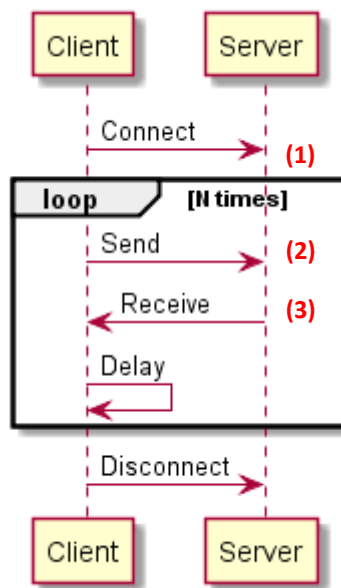 Client Server
Connect
(1)
loop [N times]
Send (2)
Receive (3)
Delay
Disconnect
Client Server